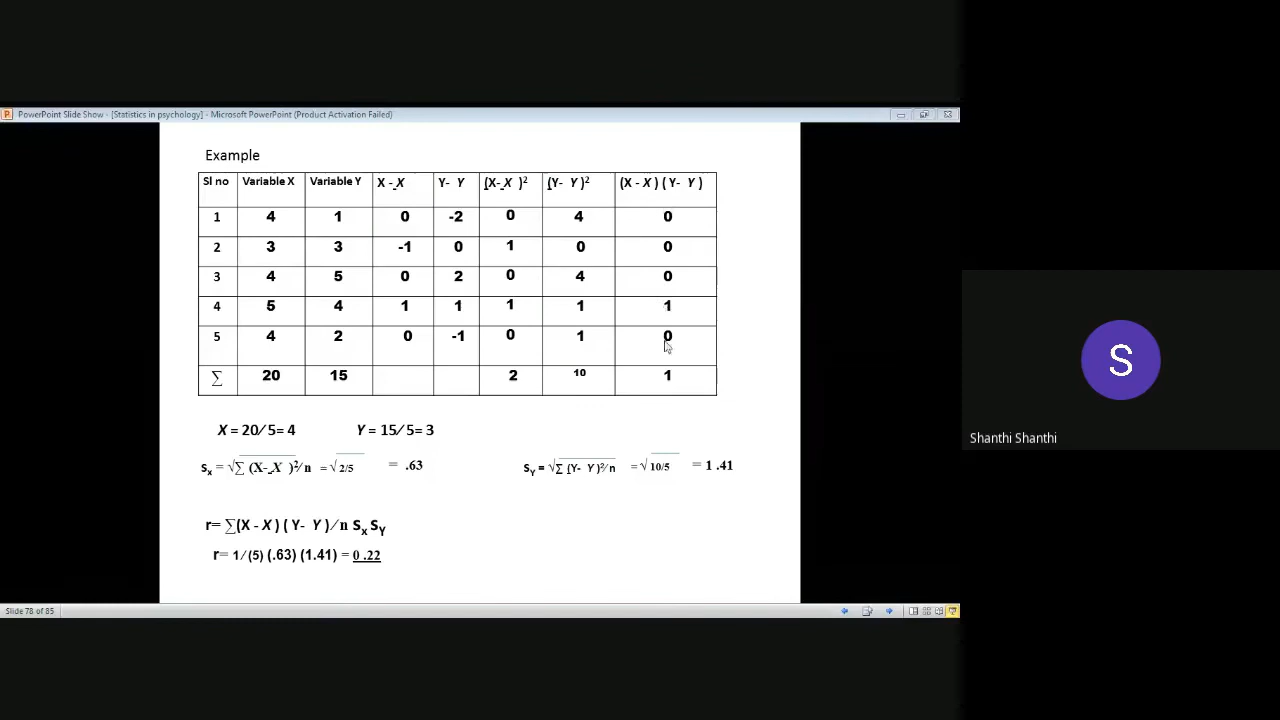 PowerPoint Slide Show - [Statistics in psychology] - Microsoft PowerPoint (Product Activation Failed)
Example
Sl no Variable X Variable Y X - X Y- Y (X- X )2 (Y- Y )2 (X - X ) ( Y- Y )
1 4 1 0 -2 0 4 0
2 3 3 -1 0 1 0 0
3 4 5 0 2 0 4 0
4 5 4 1 1 1 1 1
5 4 2 0 -1 0 1 0
∑ 20 15 2 10 1
X = 20/5= 4 Y = 15/5= 3
Sx = √∑ (X- X )2/n = √ 2/5 = .63 SY = √∑ (Y- Y )2/n = √ 10/5 = 1 .41
r= ∑(X - X ) ( Y- Y )/n Sx SY
r= 1/(5) (.63) (1.41) = 0 .22
Slide 78 of 85
S
Shanthi Shanthi